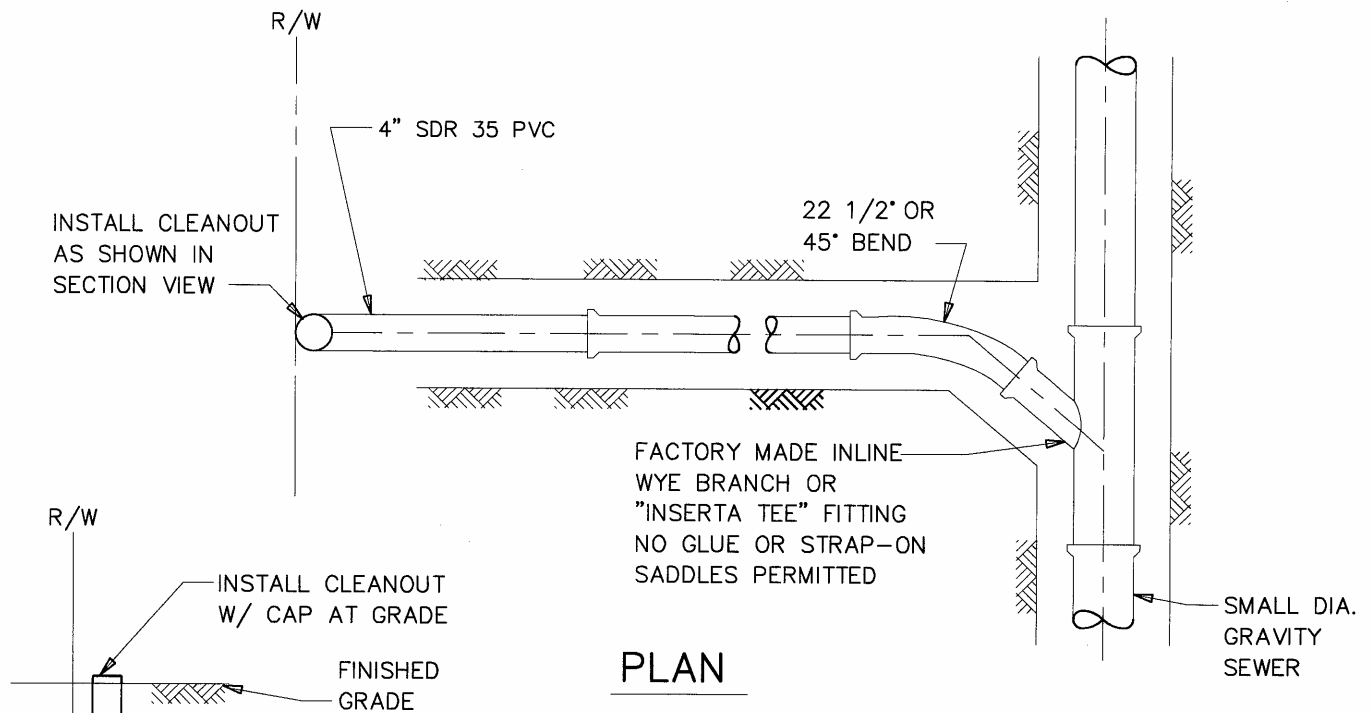 R/W
4" SDR 35 PVC
INSTALL CLEANOUT
AS SHOWN IN
SECTION VIEW
22 1/2° OR
45° BEND
FACTORY MADE INLINE
WYE BRANCH OR
"INSERTA TEE" FITTING
NO GLUE OR STRAP-ON
SADDLES PERMITTED
SMALL DIA.
GRAVITY
SEWER
PLAN
R/W
INSTALL CLEANOUT
W/ CAP AT GRADE
FINISHED
GRADE